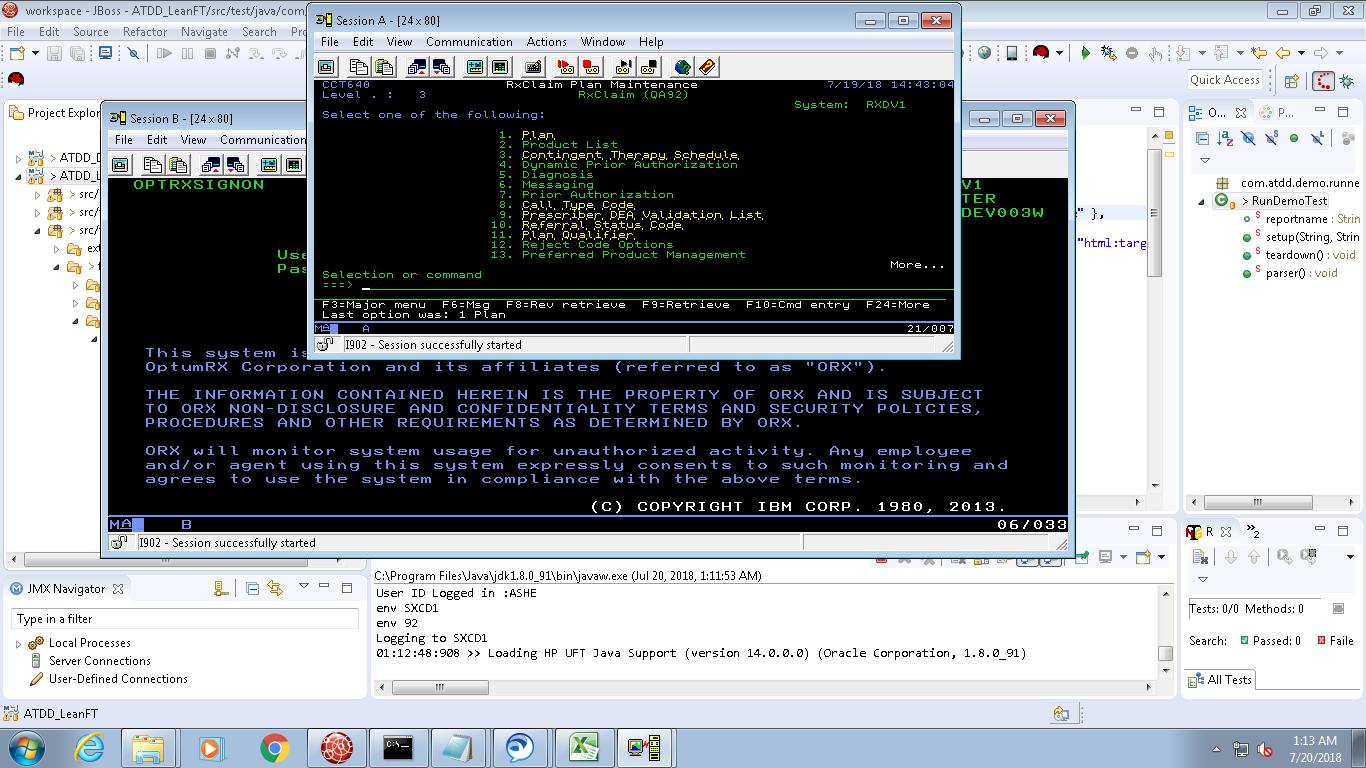 workspace - JBoss - ATDD_LeanFT/src/test/java/com
File Edit Source Refactor Navigate Search
Quick Access
Project Explor
> ATDD_D
> ATDD_L
> src/
> src/
> src/
ext
Session A - [24 x 80]
File Edit View Communication Actions Window Help
CCT640 RxClaim Plan Maintenance 7/19/18 14:43:04
Level . : 3 RxClaim (QA92)
System: RXDV1
Select one of the following:
1. Plan
2. Product List
3. Contingent Therapy Schedule
4. Dynamic Prior Authorization
5. Diagnosis
6. Messaging
7. Prior Authorization
8. Call Type Code
9. Prescriber DEA Validation List
10. Referral Status Code
11. Plan Qualifier
12. Reject Code Options
13. Preferred Product Management
More...
Selection or command
===>
F3=Major menu F6=Msg F8=Rev retrieve F9=Retrieve F10=Cmd entry F24=More
Last option was: 1 Plan
MA A 21/007
I902 - Session successfully started
Session B - [24 x 80]
File Edit View Communication
OPTRXSIGNON
V1
TER
DEV003W
Use
Pas
This system is
OptumRX Corporation and its affiliates (referred to as "ORX").
THE INFORMATION CONTAINED HEREIN IS THE PROPERTY OF ORX AND IS SUBJECT
TO ORX NON-DISCLOSURE AND CONFIDENTIALITY TERMS AND SECURITY POLICIES,
PROCEDURES AND OTHER REQUIREMENTS AS DETERMINED BY ORX.
ORX will monitor system usage for unauthorized activity. Any employee
and/or agent using this system expressly consents to such monitoring and
agrees to use the system in compliance with the above terms.
(C) COPYRIGHT IBM CORP. 1980, 2013.
MA B 06/033
I902 - Session successfully started
" },
"html:targ
O...
P...
com.atdd.demo.runne
> RunDemoTest
reportname : Strin
setup(String, Strin
teardown() : void
parser() : void
JMX Navigator
Type in a filter
Local Processes
Server Connections
User-Defined Connections
C:\Program Files\Java\jdk1.8.0_91\bin\javaw.exe (Jul 20, 2018, 1:11:53 AM)
User ID Logged in :ASHE
env SXCD1
env 92
Logging to SXCD1
01:12:48:908 >> Loading HP UFT Java Support (version 14.0.0.0) (Oracle Corporation, 1.8.0_91)
R
2
Tests: 0/0 Methods: 0
Search: Passed: 0 Faile
All Tests
ATDD_LeanFT
1:13 AM
7/20/2018